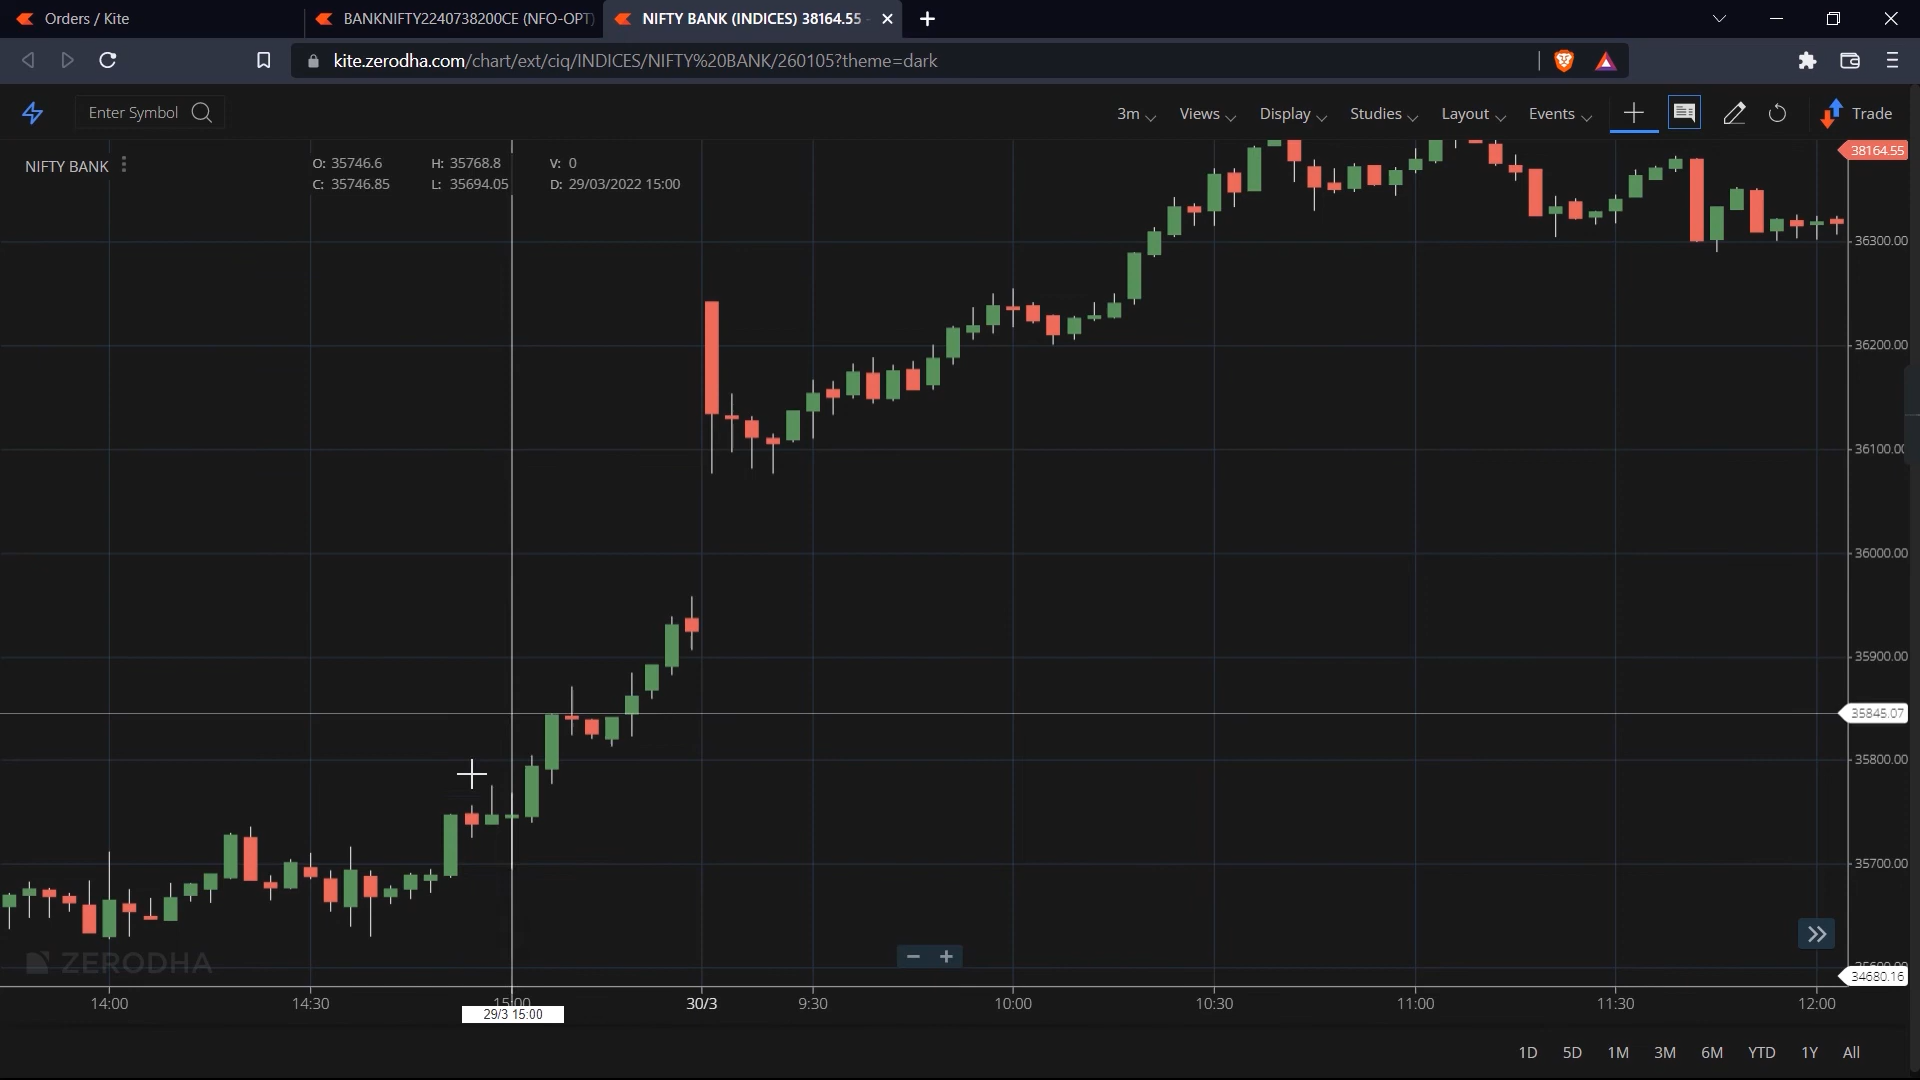 Orders / Kite
BANKNIFTY2240738200CE (NFO-OPT)
NIFTY BANK (INDICES) 38164.55
kite.zerodha.com/chart/ext/ciq/INDICES/NIFTY%20BANK/260105?theme=dark
Enter Symbol
3m
Views
Display
Studies
Layout
Events
Trade
NIFTY BANK
O: 35746.6
H: 35768.8
V: 0
C: 35746.85
L: 35694.05
D: 29/03/2022 15:00
38164.55
36300.00
36200.00
36100.00
36000.00
35900.00
35845.07
35800.00
35700.00
34680.16
ZERODHA
14:00
14:30
15:00
30/3
9:30
10:00
10:30
11:00
11:30
12:00
29/3 15:00
1D
5D
1M
3M
6M
YTD
1Y
All